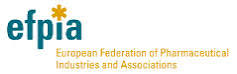 efpia
European Federation of Pharmaceutical
Industries and Associations